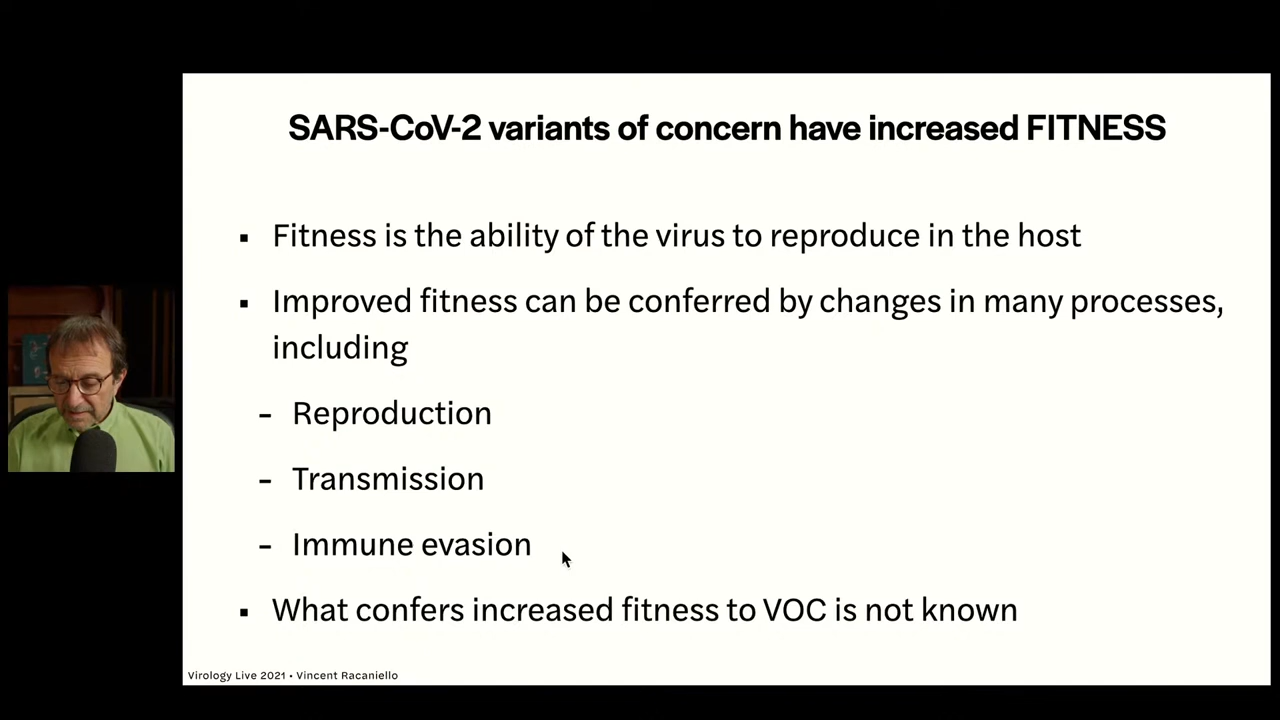 SARS-CoV-2 variants of concern have increased FITNESS
▪ Fitness is the ability of the virus to reproduce in the host
▪ Improved fitness can be conferred by changes in many processes,
including
- Reproduction
- Transmission
- Immune evasion
▪ What confers increased fitness to VOC is not known
Virology Live 2021 • Vincent Racaniello